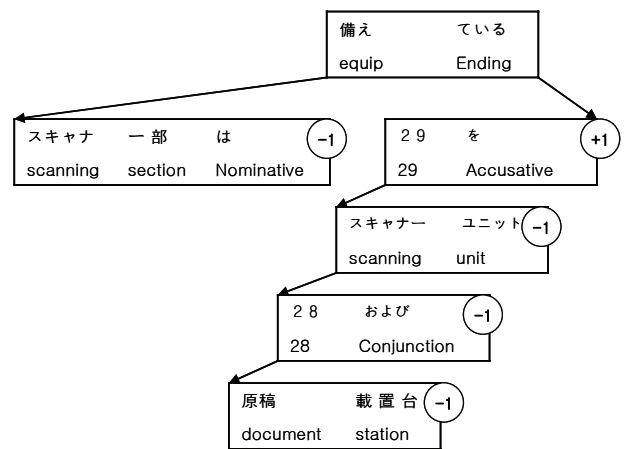 備え ている
equip Ending
スキャナ 一 部 は -1
scanning section Nominative
２９ を +1
29 Accusative
スキャナー ユニット -1
scanning unit
２８ および -1
28 Conjunction
原稿 載 置 台 -1
document station